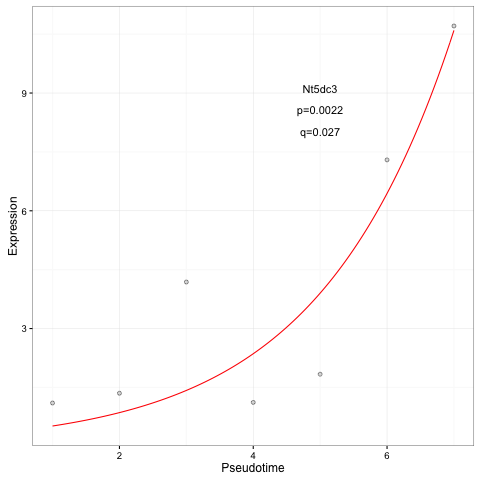 Nt5dc3
p=0.0022
q=0.027
9
6
3
2
4
6
Pseudotime
Expression